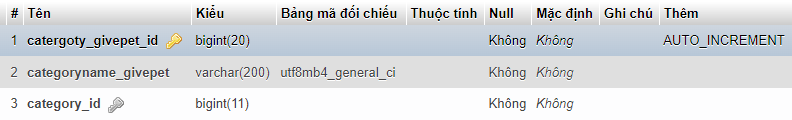 # Tên Kiểu Bảng mã đối chiếu Thuộc tính Null Mặc định Ghi chú Thêm
1 catergoty_givepet_id bigint(20) Không Không AUTO_INCREMENT
2 categoryname_givepet varchar(200) utf8mb4_general_ci Không Không
3 category_id bigint(11) Không Không